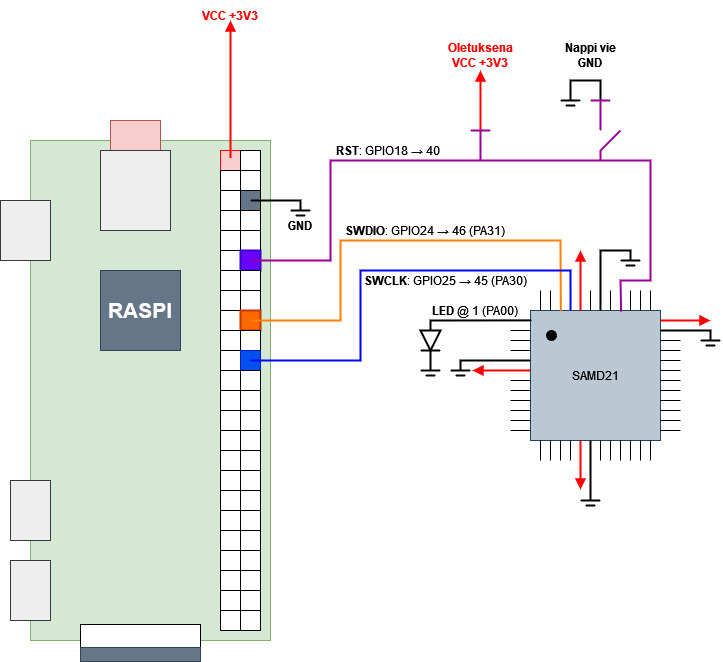 VCC +3V3
Oletuksena
VCC +3V3
Nappi vie
GND
RST: GPIO18 → 40
GND
SWDIO: GPIO24 → 46 (PA31)
SWCLK: GPIO25 → 45 (PA30)
RASPI
LED @ 1 (PA00)
SAMD21